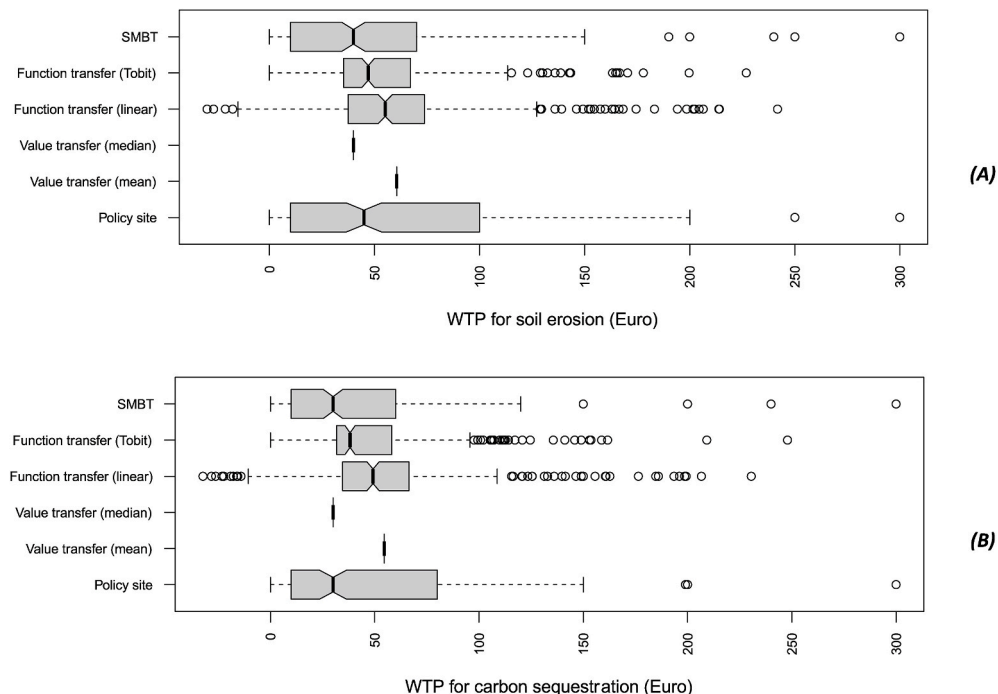 SMBT
Function transfer (Tobit)
Function transfer (linear)
Value transfer (median)
Value transfer (mean)
Policy site
(A)
0 50 100 150 200 250 300
WTP for soil erosion (Euro)
SMBT
Function transfer (Tobit)
Function transfer (linear)
Value transfer (median)
Value transfer (mean)
Policy site
(B)
0 50 100 150 200 250 300
WTP for carbon sequestration (Euro)